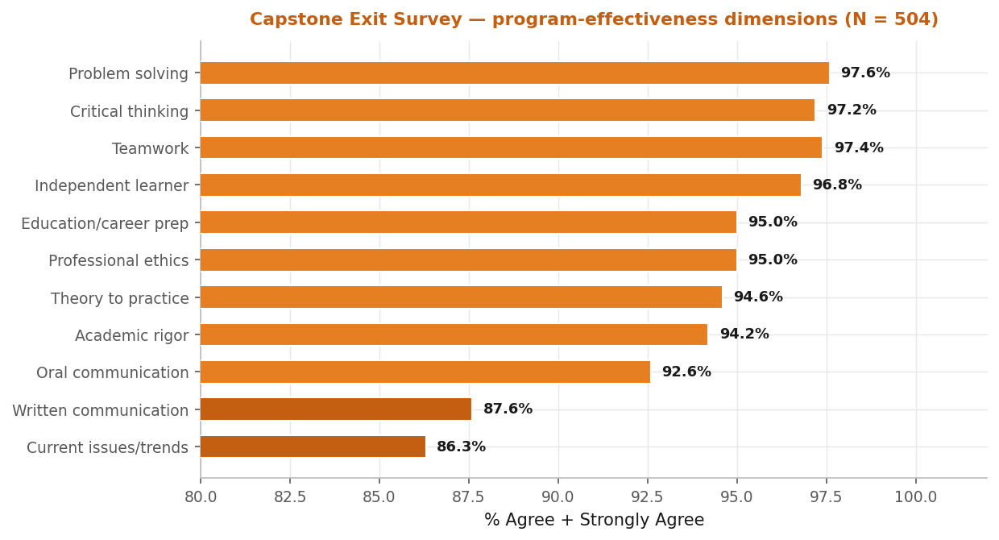 Capstone Exit Survey — program-effectiveness dimensions (N = 504)
Problem solving 97.6%
Critical thinking 97.2%
Teamwork 97.4%
Independent learner 96.8%
Education/career prep 95.0%
Professional ethics 95.0%
Theory to practice 94.6%
Academic rigor 94.2%
Oral communication 92.6%
Written communication 87.6%
Current issues/trends 86.3%
80.0 82.5 85.0 87.5 90.0 92.5 95.0 97.5 100.0
% Agree + Strongly Agree